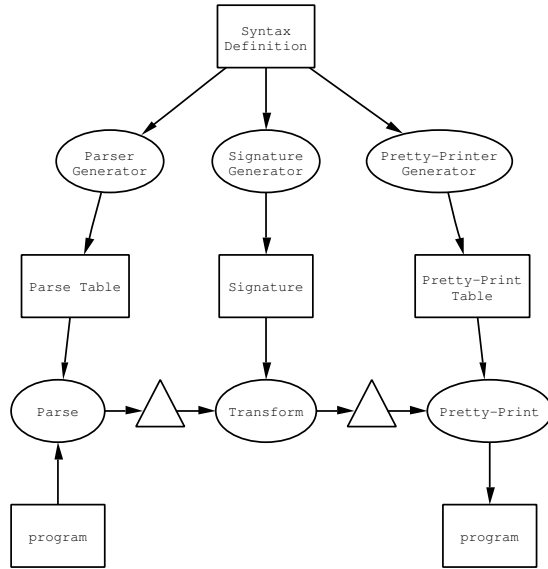 Syntax
Definition
Parser
Generator
Signature
Generator
Pretty-Printer
Generator
Parse Table
Signature
Pretty-Print
Table
Parse
Transform
Pretty-Print
program
program